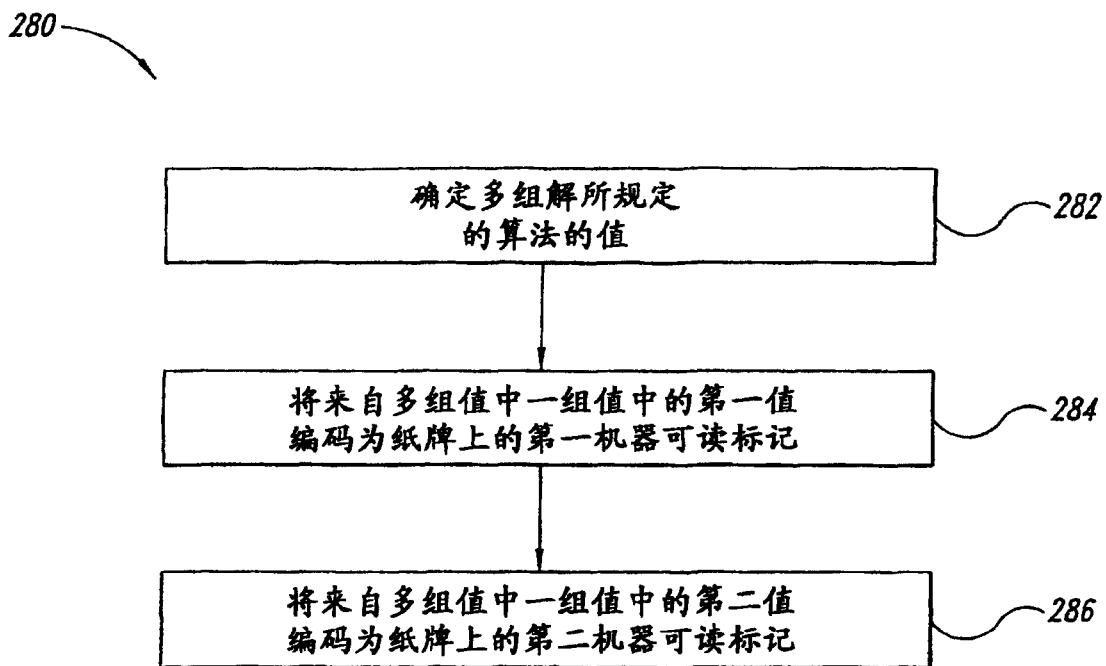 280
确定多组解所规定
的算法的值
282
将来自多组值中一组值中的第一值
编码为纸牌上的第一机器可读标记
284
将来自多组值中一组值中的第二值
编码为纸牌上的第二机器可读标记
286